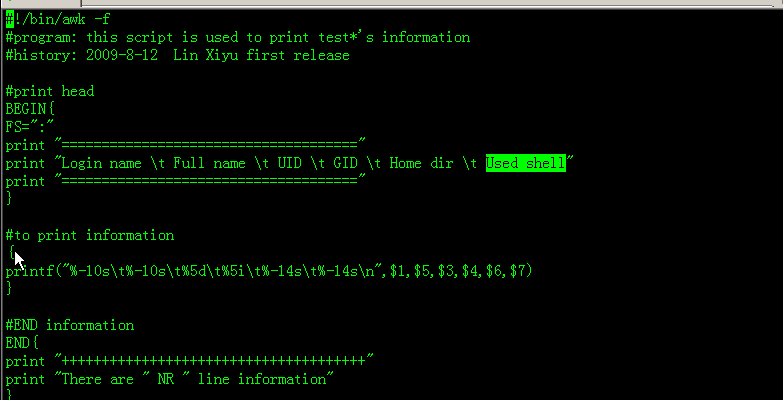 #!/bin/awk -f
#program: this script is used to print test*'s information
#history: 2009-8-12  Lin Xiyu first release

#print head
BEGIN{
FS=":"
print "====================================="
print "Login name \t Full name \t UID \t GID \t Home dir \t Used shell"
print "====================================="
}

#to print information
{
printf("%-10s\t%-10s\t%5d\t%5i\t%-14s\t%-14s\n",$1,$5,$3,$4,$6,$7)
}

#END information
END{
print "++++++++++++++++++++++++++++++++++++++"
print "There are " NR " line information"
}